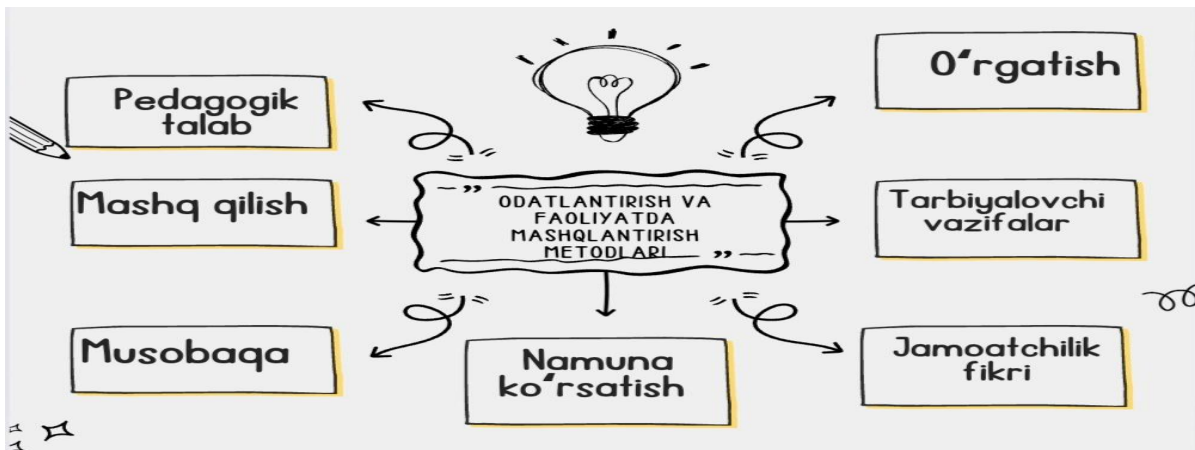 Pedagogik
talab
O‘rgatish
Mashq qilish
” ODATLANTIRISH VA
FAOLIYATDA
MASHQLANTIRISH
METODLARI ”
Tarbiyalovchi
vazifalar
Musobaqa
Namuna
ko‘rsatish
Jamoatchilik
fikri